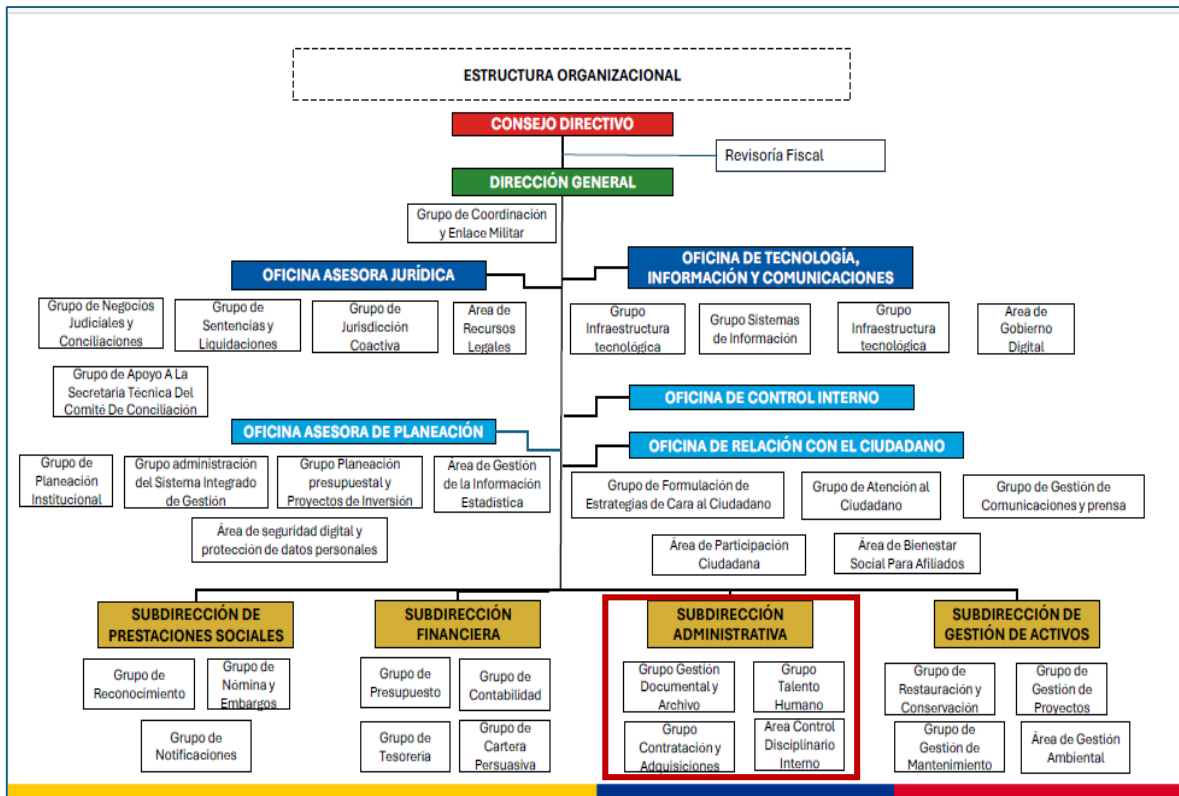 ESTRUCTURA ORGANIZACIONAL
CONSEJO DIRECTIVO
Revisoría Fiscal
DIRECCIÓN GENERAL
Grupo de Coordinación
y Enlace Militar
OFICINA ASESORA JURÍDICA
OFICINA DE TECNOLOGÍA,
INFORMACIÓN Y COMUNICACIONES
Grupo de Negocios
Judiciales y
Conciliaciones
Grupo de
Sentencias y
Liquidaciones
Grupo de
Jurisdicción
Coactiva
Area de
Recursos
Legales
Grupo
Infraestructura
tecnológica
Grupo Sistemas
de Información
Grupo
Infraestructura
tecnológica
Area de
Gobierno
Digital
Grupo de Apoyo A La
Secretaria Técnica Del
Comité De Conciliación
OFICINA DE CONTROL INTERNO
OFICINA ASESORA DE PLANEACIÓN
OFICINA DE RELACIÓN CON EL CIUDADANO
Grupo de
Planeación
Institucional
Grupo administración
del Sistema Integrado
de Gestión
Grupo Planeación
presupuestal y
Proyectos de Inversión
Área de Gestión
de la Información
Estadística
Grupo de Formulación de
Estrategias de Cara al Ciudadano
Grupo de Atención al
Ciudadano
Grupo de Gestión de
Comunicaciones y prensa
Área de seguridad digital y
protección de datos personales
Área de Participación
Ciudadana
Área de Bienestar
Social Para Afiliados
SUBDIRECCIÓN DE
PRESTACIONES SOCIALES
SUBDIRECCIÓN
FINANCIERA
SUBDIRECCIÓN
ADMINISTRATIVA
SUBDIRECCIÓN DE
GESTIÓN DE ACTIVOS
Grupo de
Reconocimiento
Grupo de
Nómina y
Embargos
Grupo de
Presupuesto
Grupo de
Contabilidad
Grupo Gestión
Documental y
Archivo
Grupo
Talento
Humano
Grupo de
Restauración y
Conservación
Grupo de
Gestión de
Proyectos
Grupo de
Notificaciones
Grupo de
Tesorería
Grupo de
Cartera
Persuasiva
Grupo
Contratación y
Adquisiciones
Area Control
Disciplinario
Interno
Grupo de
Gestión de
Mantenimiento
Área de Gestión
Ambiental